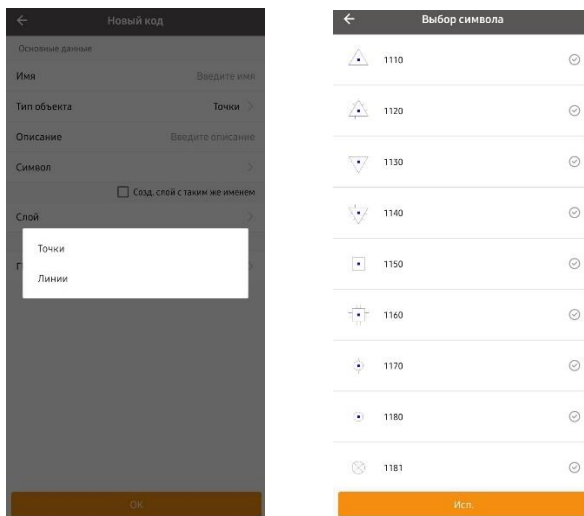 Новый код
Основные данные
Имя Введите имя
Тип объекта Точки
Описание Введите описание
Символ
Созд. слой с таким же именем
Слой
Точки
Линии
ОК
Выбор символа
1110
1120
1130
1140
1150
1160
1170
1180
1181
Исп.